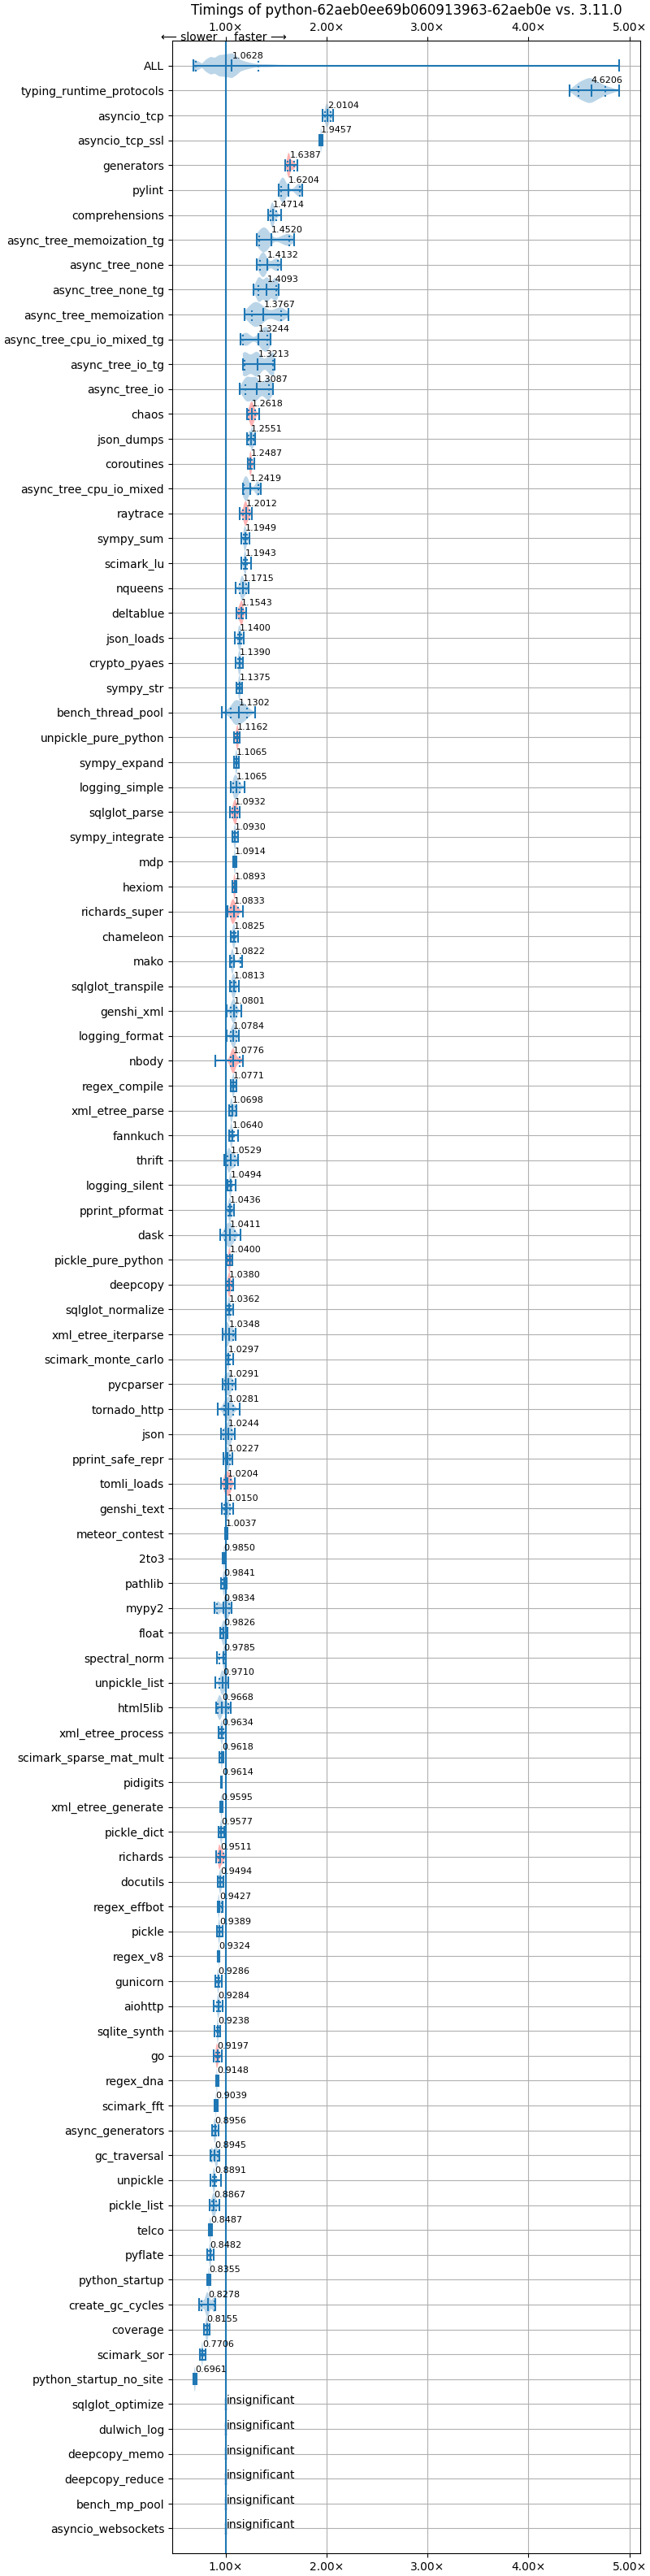 Timings of python-62aeb0ee69b060913963-62aeb0e vs. 3.11.0
1.00× 2.00× 3.00× 4.00× 5.00×
⟵ slower faster ⟶
ALL 1.0628
typing_runtime_protocols 4.6206
asyncio_tcp 2.0104
asyncio_tcp_ssl 1.9457
generators 1.6387
pylint 1.6204
comprehensions 1.4714
async_tree_memoization_tg 1.4520
async_tree_none 1.4132
async_tree_none_tg 1.4093
async_tree_memoization 1.3767
async_tree_cpu_io_mixed_tg 1.3244
async_tree_io_tg 1.3213
async_tree_io 1.3087
chaos 1.2618
json_dumps 1.2551
coroutines 1.2487
async_tree_cpu_io_mixed 1.2419
raytrace 1.2012
sympy_sum 1.1949
scimark_lu 1.1943
nqueens 1.1715
deltablue 1.1543
json_loads 1.1400
crypto_pyaes 1.1390
sympy_str 1.1375
bench_thread_pool 1.1302
unpickle_pure_python 1.1162
sympy_expand 1.1065
logging_simple 1.1065
sqlglot_parse 1.0932
sympy_integrate 1.0930
mdp 1.0914
hexiom 1.0893
richards_super 1.0833
chameleon 1.0825
mako 1.0822
sqlglot_transpile 1.0813
genshi_xml 1.0801
logging_format 1.0784
nbody 1.0776
regex_compile 1.0771
xml_etree_parse 1.0698
fannkuch 1.0640
thrift 1.0529
logging_silent 1.0494
pprint_pformat 1.0436
dask 1.0411
pickle_pure_python 1.0400
deepcopy 1.0380
sqlglot_normalize 1.0362
xml_etree_iterparse 1.0348
scimark_monte_carlo 1.0297
pycparser 1.0291
tornado_http 1.0281
json 1.0244
pprint_safe_repr 1.0227
tomli_loads 1.0204
genshi_text 1.0150
meteor_contest 1.0037
2to3 0.9850
pathlib 0.9841
mypy2 0.9834
float 0.9826
spectral_norm 0.9785
unpickle_list 0.9710
html5lib 0.9668
xml_etree_process 0.9634
scimark_sparse_mat_mult 0.9618
pidigits 0.9614
xml_etree_generate 0.9595
pickle_dict 0.9577
richards 0.9511
docutils 0.9494
regex_effbot 0.9427
pickle 0.9389
regex_v8 0.9324
gunicorn 0.9286
aiohttp 0.9284
sqlite_synth 0.9238
go 0.9197
regex_dna 0.9148
scimark_fft 0.9039
async_generators 0.8956
gc_traversal 0.8945
unpickle 0.8891
pickle_list 0.8867
telco 0.8487
pyflate 0.8482
python_startup 0.8355
create_gc_cycles 0.8278
coverage 0.8155
scimark_sor 0.7706
python_startup_no_site 0.6961
sqlglot_optimize insignificant
dulwich_log insignificant
deepcopy_memo insignificant
deepcopy_reduce insignificant
bench_mp_pool insignificant
asyncio_websockets insignificant
1.00× 2.00× 3.00× 4.00× 5.00×